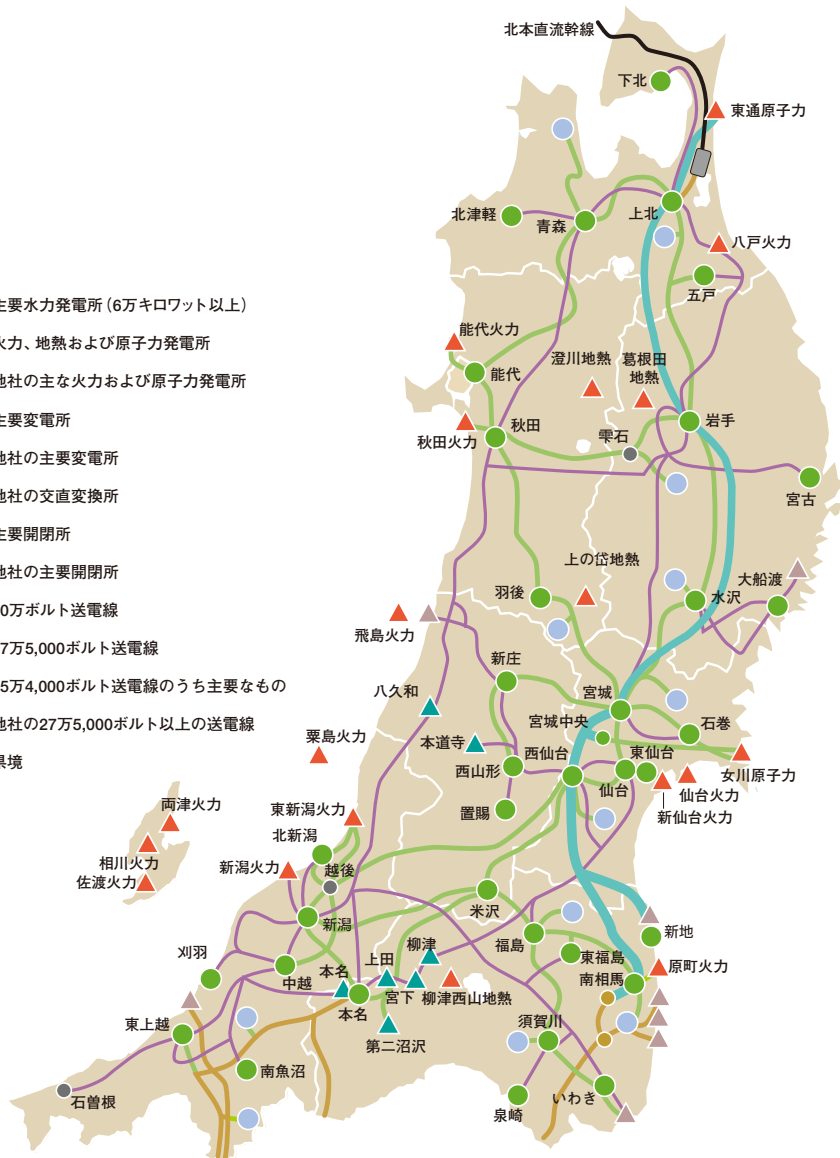 北本直流幹線
下北
東通原子力
北津軽
青森
上北
八戸火力
五戸
主要水力発電所(6万キロワット以上)
火力、地熱および原子力発電所
他社の主な火力および原子力発電所
主要変電所
他社の主要変電所
他社の交直変換所
主要開閉所
他社の主要開閉所
0万ボルト送電線
7万5,000ボルト送電線
5万4,000ボルト送電線のうち主要なもの
他社の27万5,000ボルト以上の送電線
県境
能代火力
能代
澄川地熱
葛根田
地熱
秋田火力
秋田
雫石
岩手
宮古
上の岱地熱
大船渡
羽後
水沢
飛島火力
新庄
八久和
宮城
宮城中央
石巻
粟島火力
本道寺
西山形
西仙台
東仙台
女川原子力
仙台
仙台火力
新仙台火力
置賜
両津火力
相川火力
佐渡火力
東新潟火力
北新潟
新潟火力
越後
新潟
米沢
福島
新地
東福島
原町火力
南相馬
刈羽
中越
本名
上田
柳津
宮下
柳津西山地熱
本名
第二沼沢
東上越
南魚沼
石曽根
須賀川
泉崎
いわき